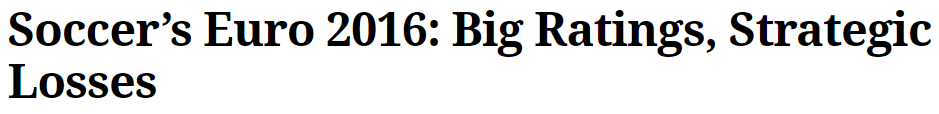 Soccer’s Euro 2016: Big Ratings, Strategic
Losses